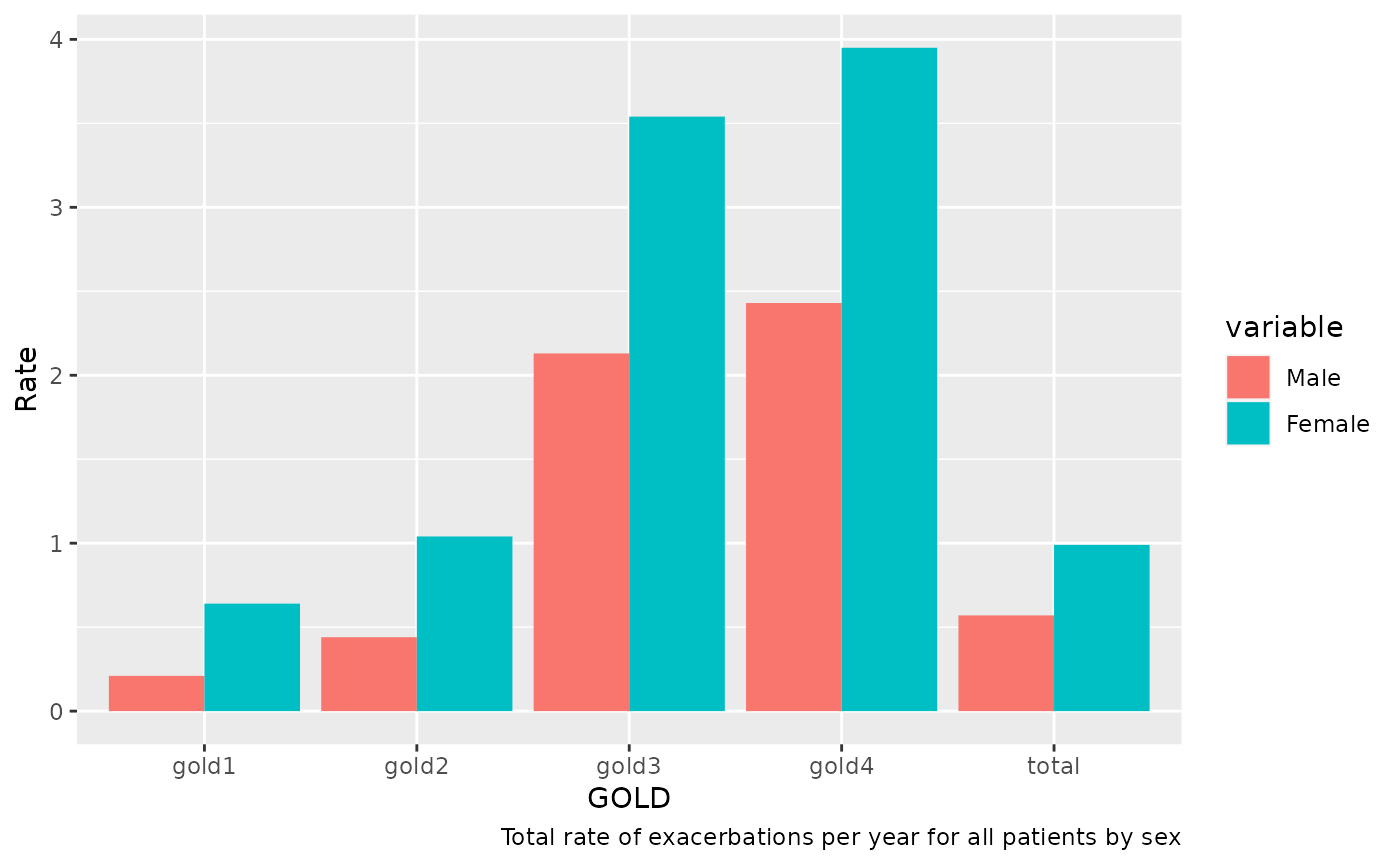 4
3
2
1
0
Rate
gold1 gold2 gold3 gold4 total
GOLD
Total rate of exacerbations per year for all patients by sex
variable
Male
Female